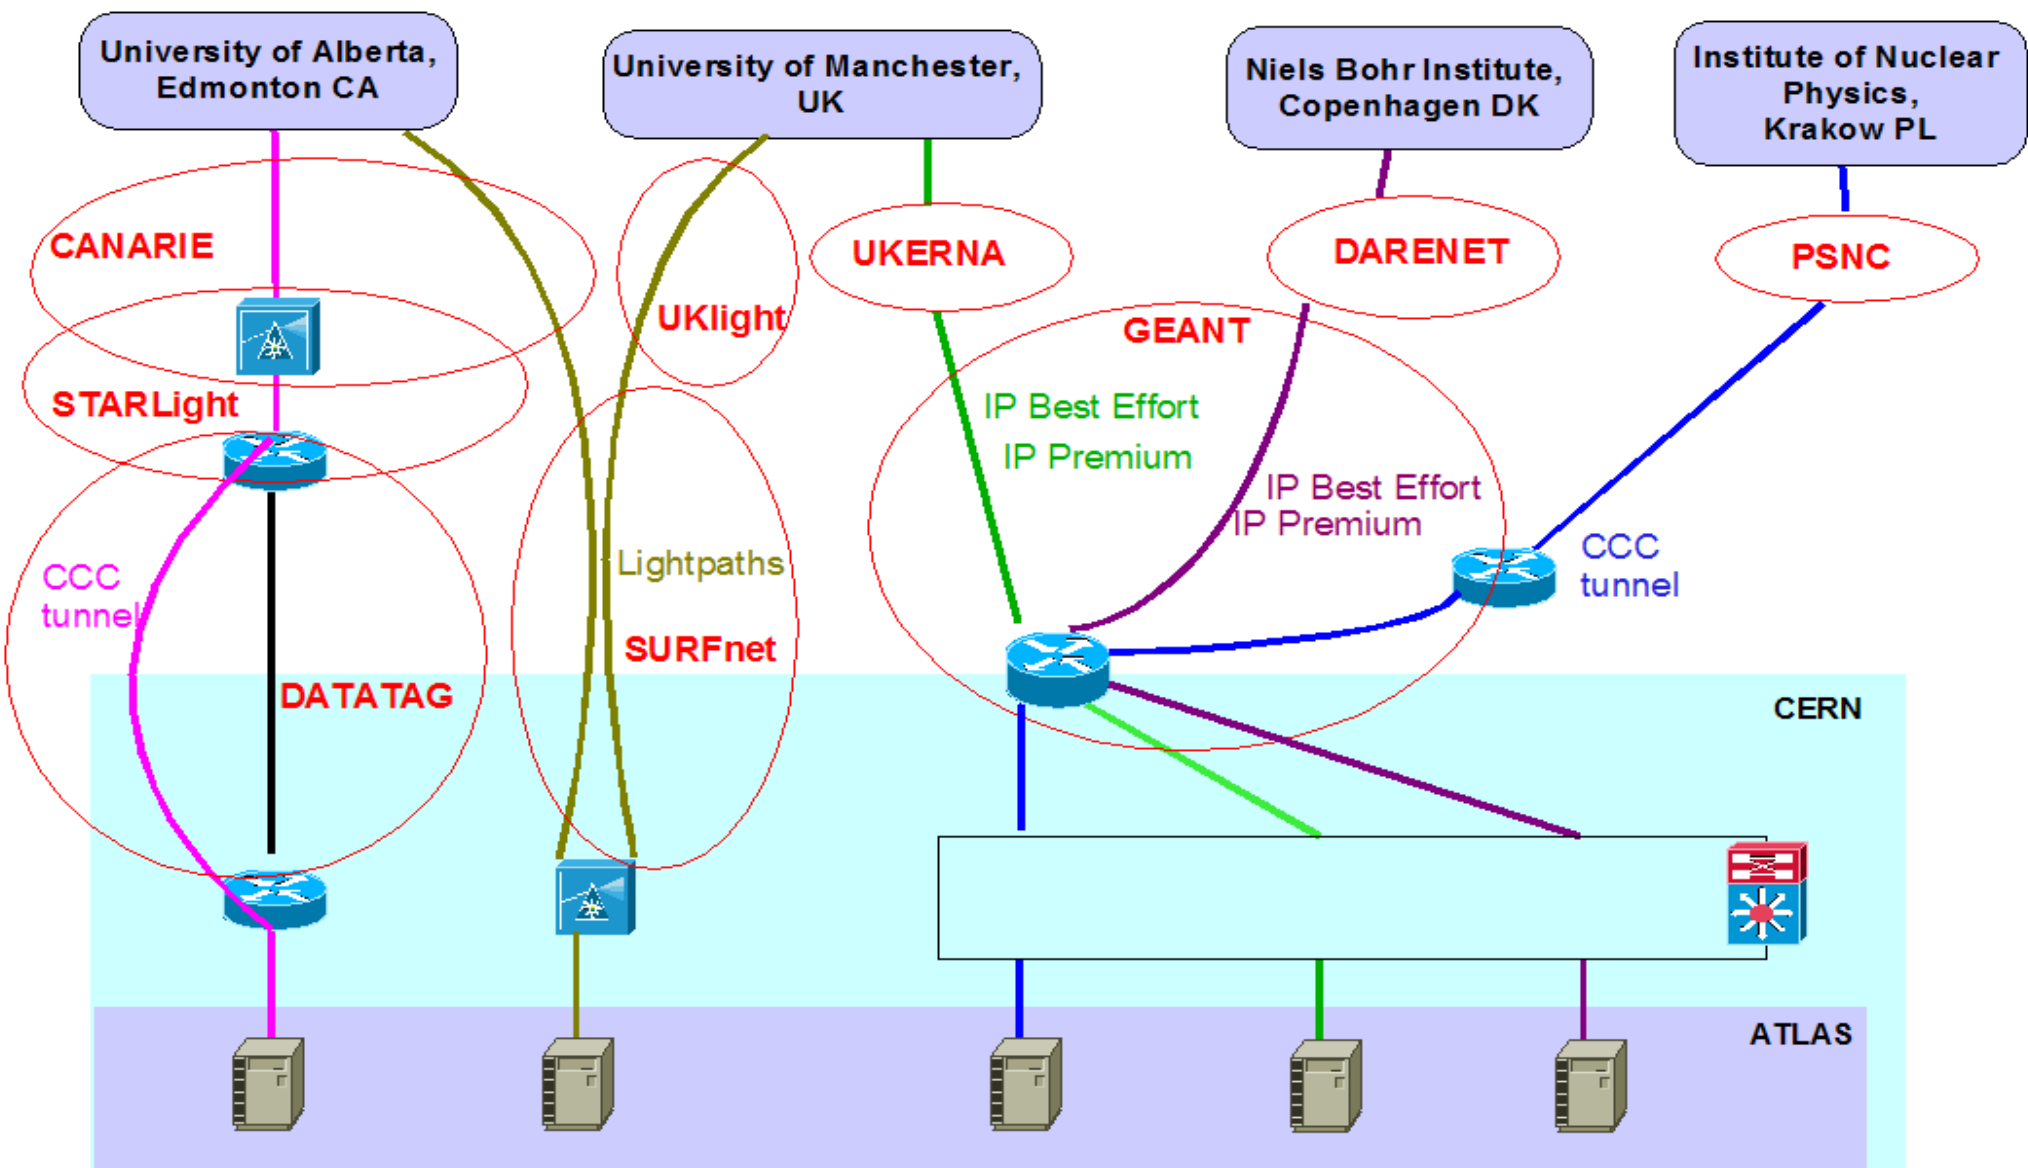 University of Alberta,
Edmonton CA
University of Manchester,
UK
Niels Bohr Institute,
Copenhagen DK
Institute of Nuclear
Physics,
Krakow PL
CANARIE
UKlight
UKERNA
DARENET
PSNC
STARLight
GEANT
IP Best Effort
IP Premium
IP Best Effort
IP Premium
CCC
tunnel
Lightpaths
CCC
tunnel
SURFnet
DATATAG
CERN
ATLAS